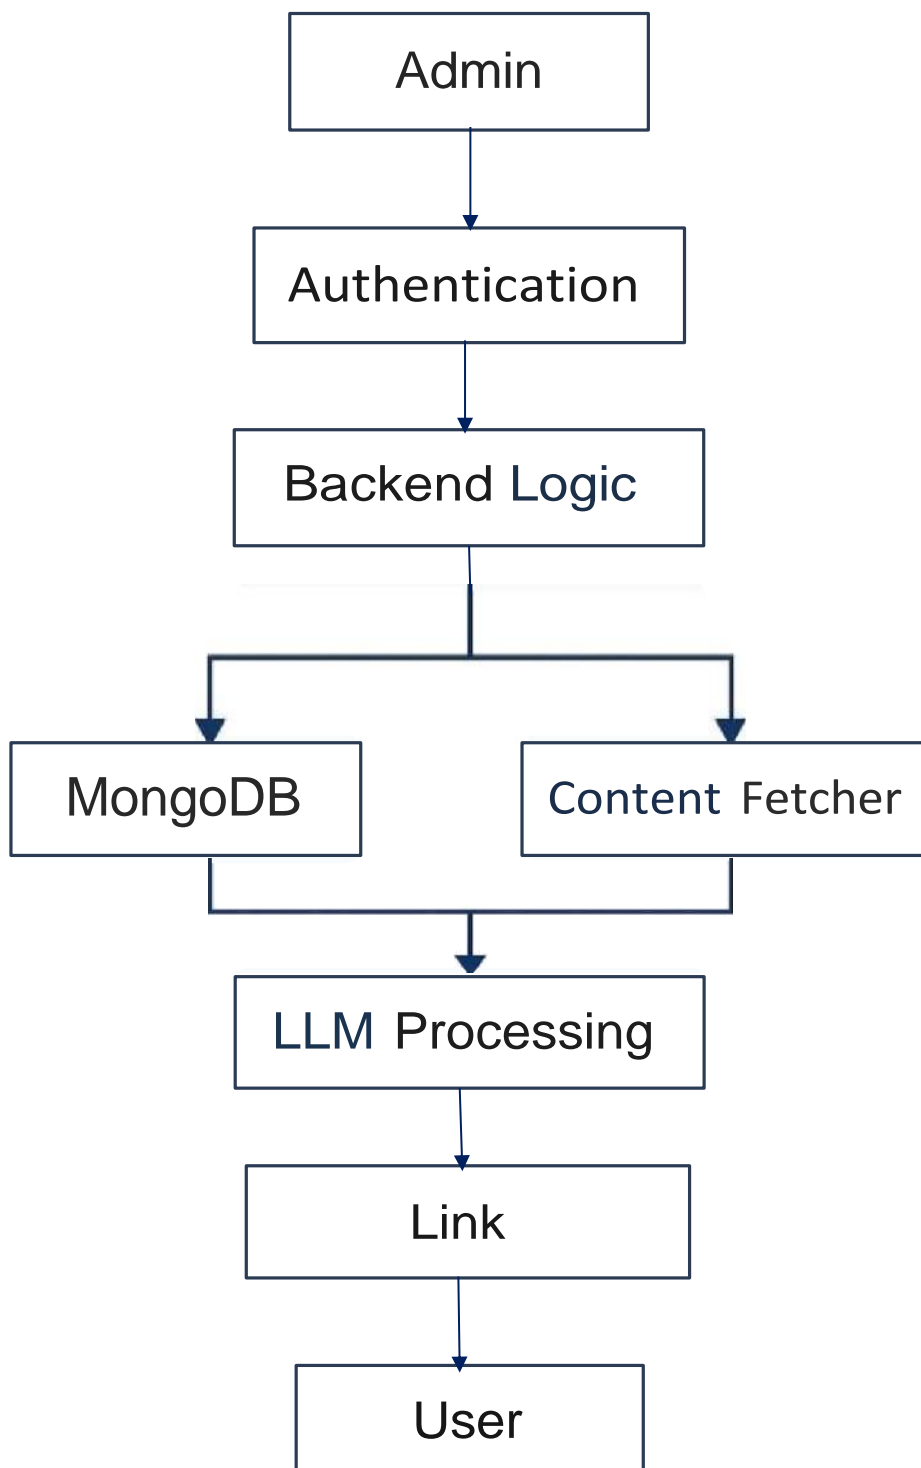 Admin
Authentication
Backend Logic
MongoDB
Content Fetcher
LLM Processing
Link
User